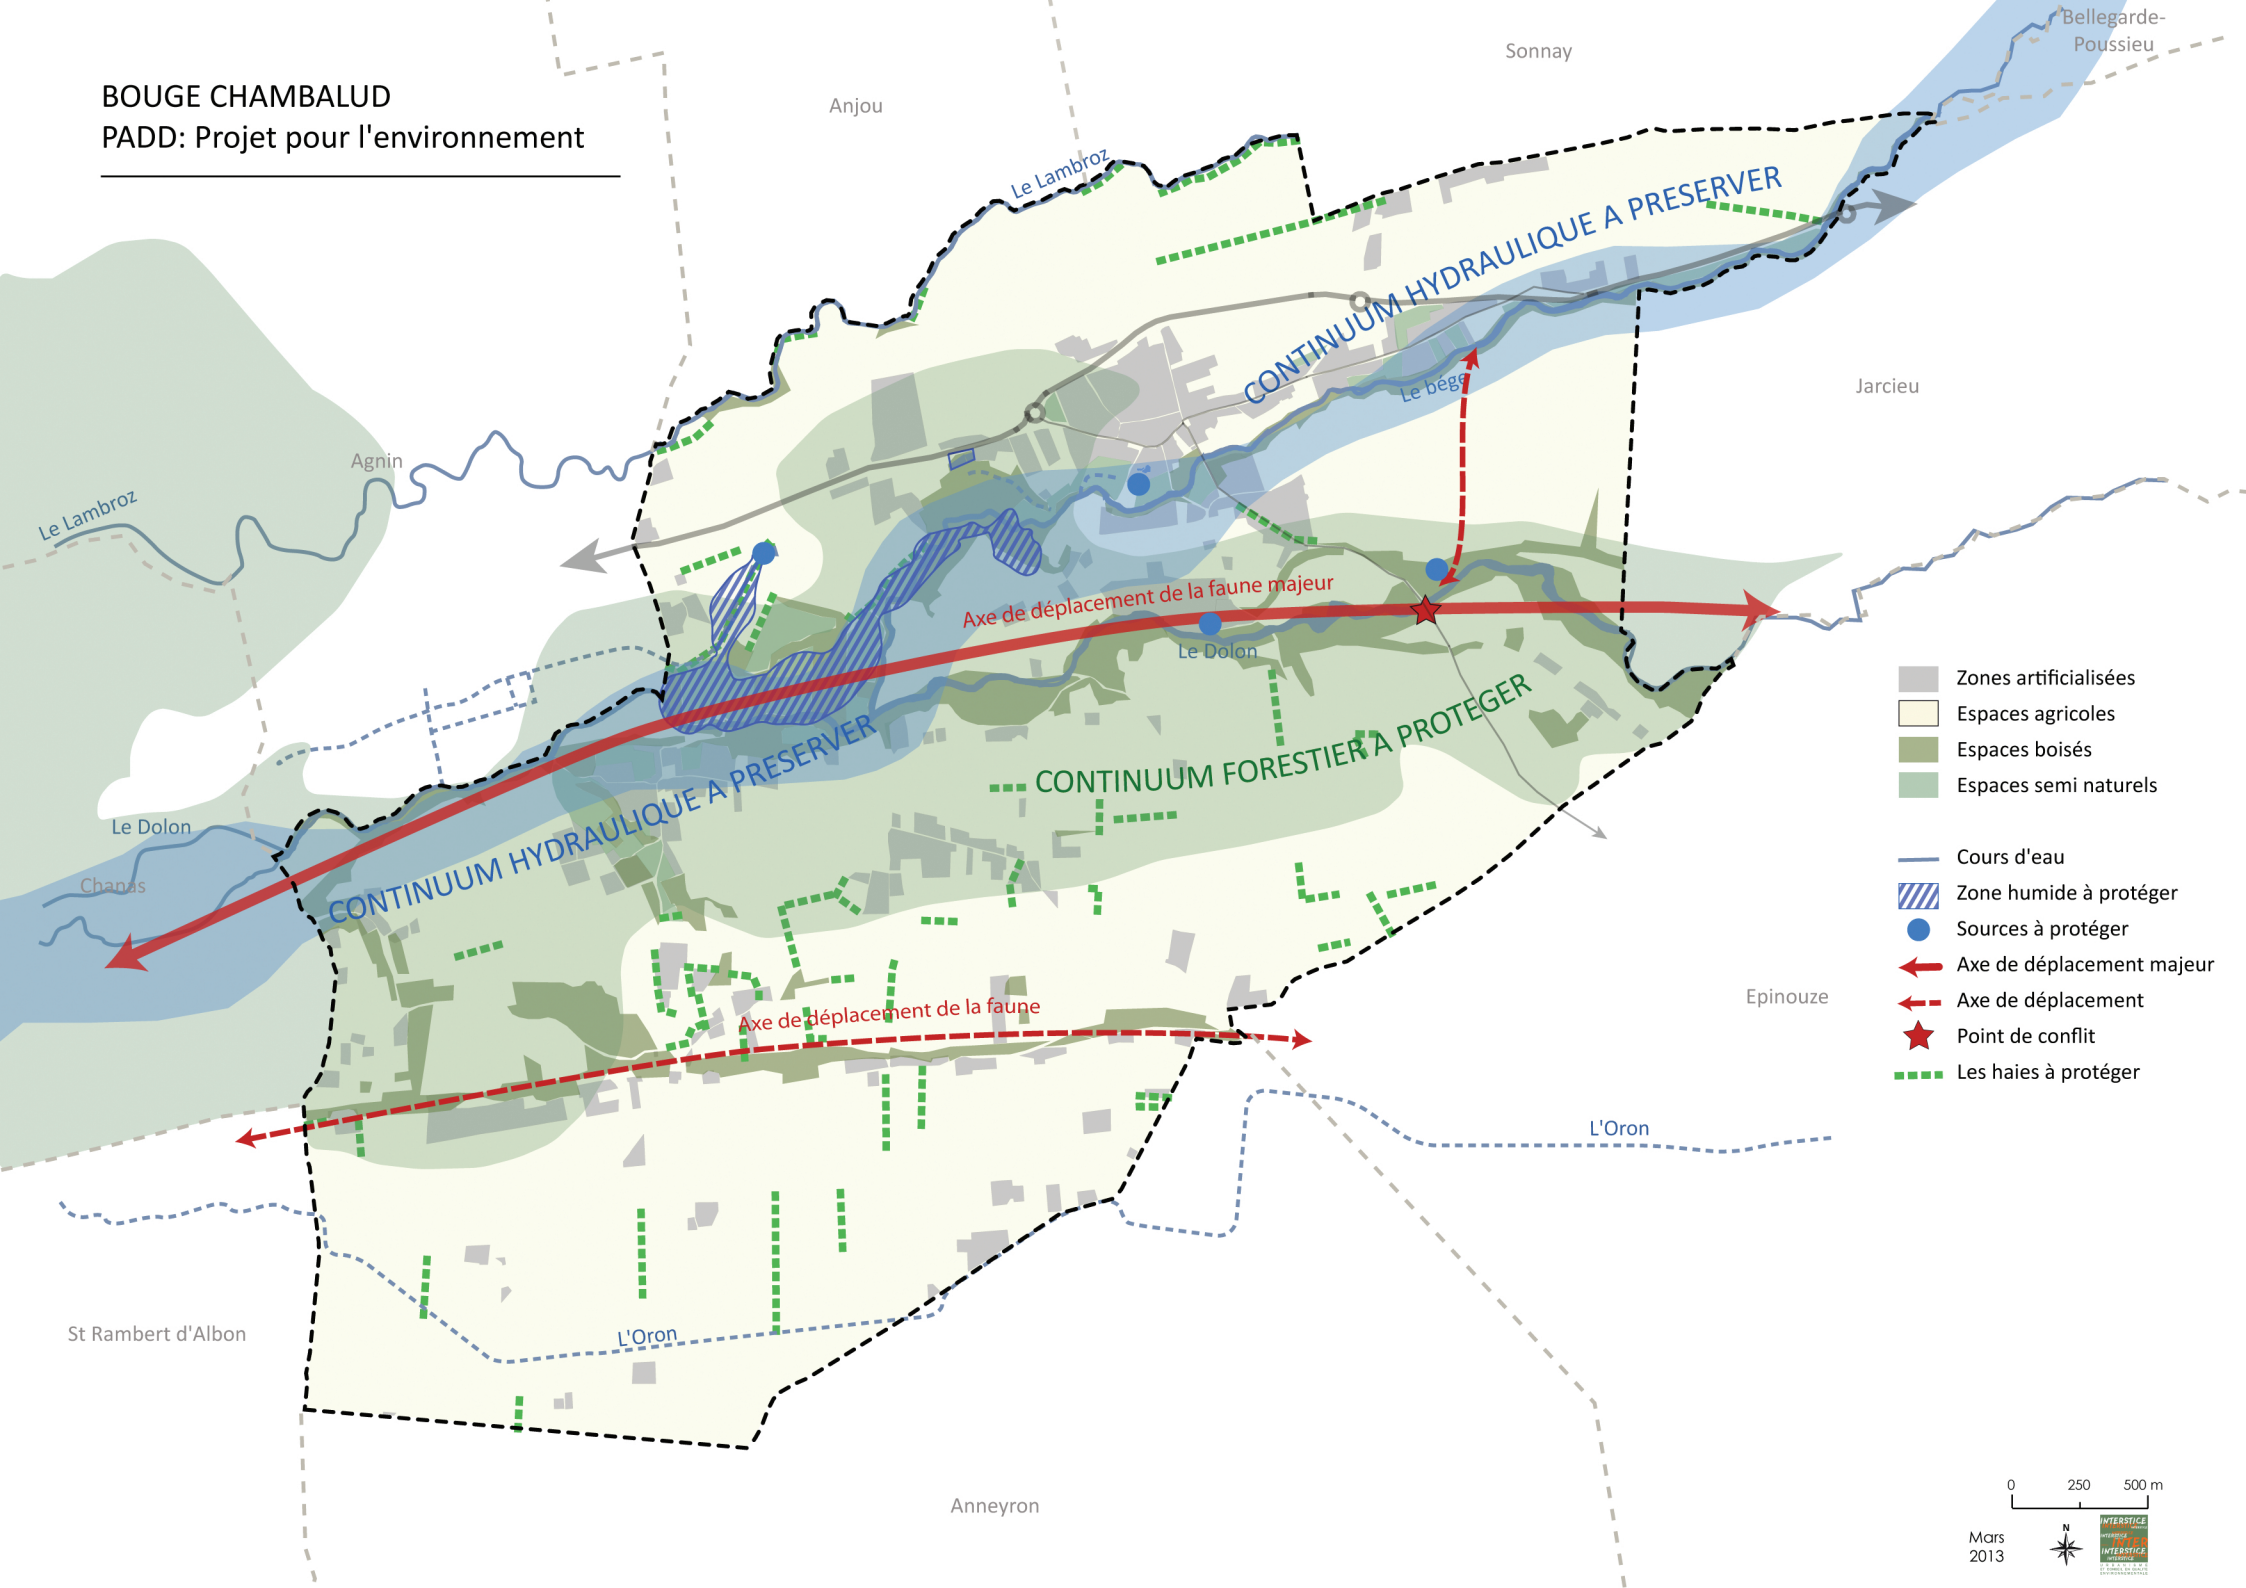 BOUGE CHAMBALUD
PADD: Projet pour l'environnement
Bellegarde-
Poussieu
Sonnay
Anjou
Le Lambroz
CONTINUUM HYDRAULIQUE A PRESERVER
Jarcieu
Le bége
Agnin
Le Lambroz
Axe de déplacement de la faune majeur
Le Dolon
CONTINUUM FORESTIER A PROTEGER
CONTINUUM HYDRAULIQUE A PRESERVER
Le Dolon
Chanas
Axe de déplacement de la faune
Epinouze
L'Oron
St Rambert d'Albon
L'Oron
Anneyron
Zones artificialisées
Espaces agricoles
Espaces boisés
Espaces semi naturels
Cours d'eau
Zone humide à protéger
Sources à protéger
Axe de déplacement majeur
Axe de déplacement
Point de conflit
Les haies à protéger
0 250 500 m
Mars
2013
N
INTERSTICE
INTER
INTERSTICE